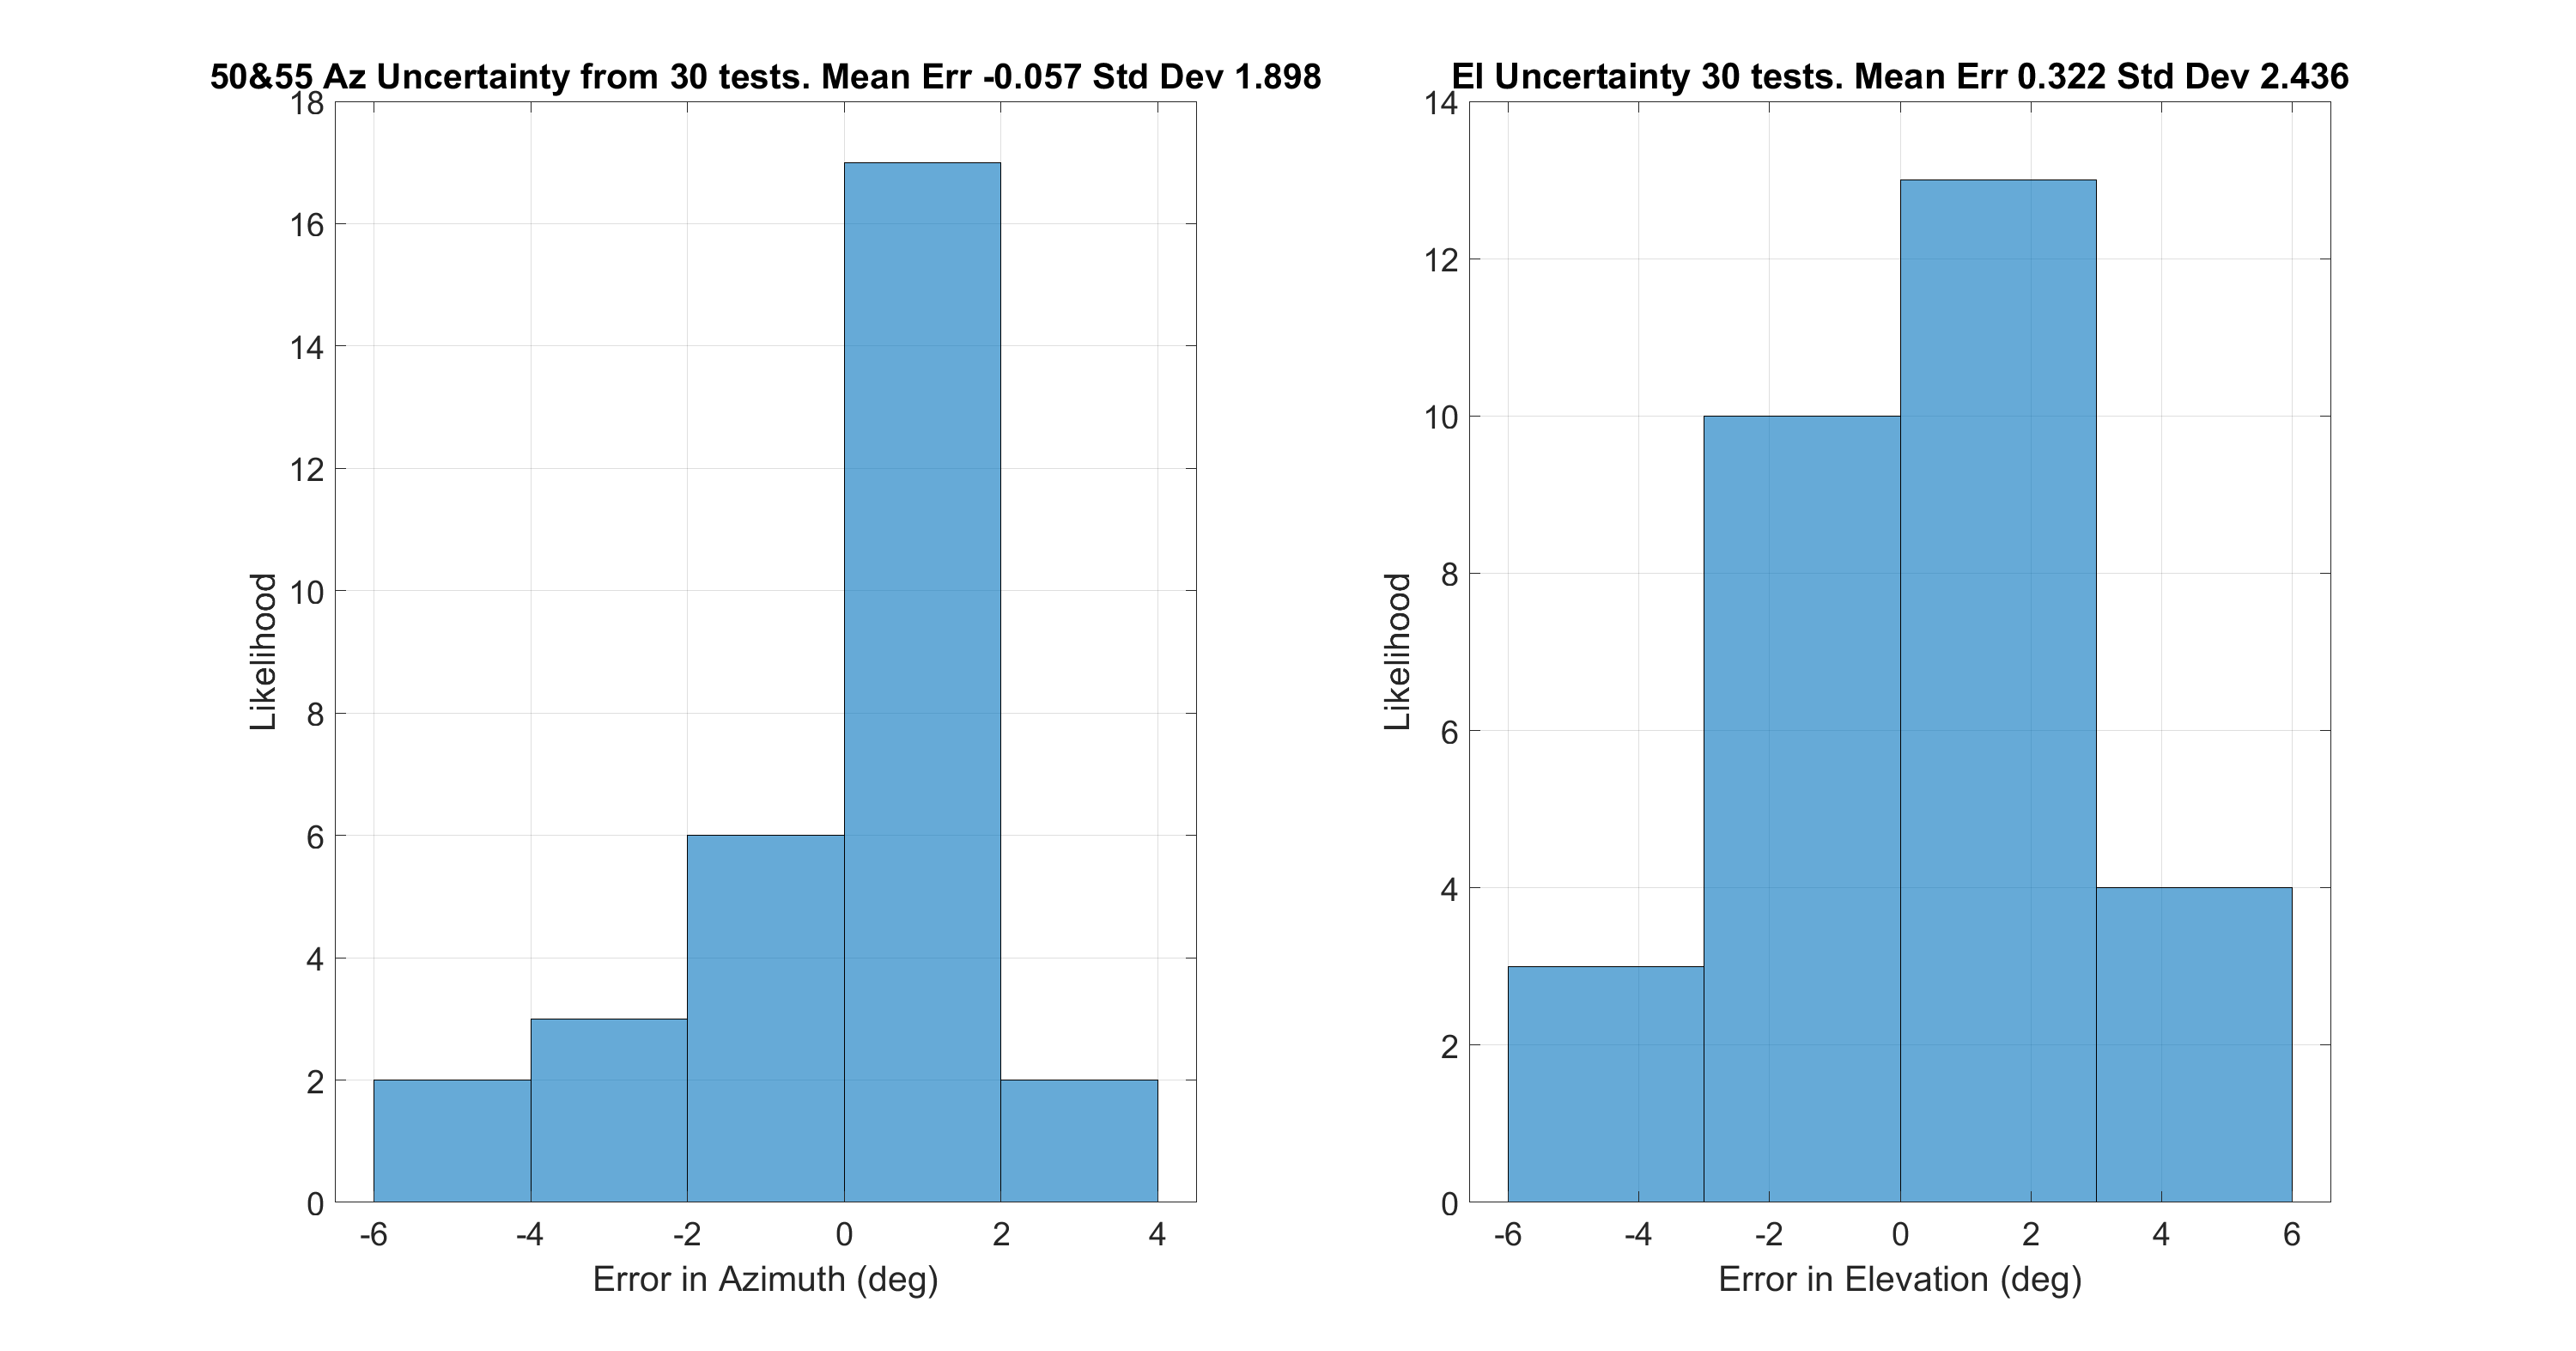 50&55 Az Uncertainty from 30 tests. Mean Err -0.057 Std Dev 1.898
18
16
14
12
10
8
6
4
2
0
Likelihood
-6 -4 -2 0 2 4
Error in Azimuth (deg)
El Uncertainty 30 tests. Mean Err 0.322 Std Dev 2.436
14
12
10
8
6
4
2
0
Likelihood
-6 -4 -2 0 2 4 6
Error in Elevation (deg)